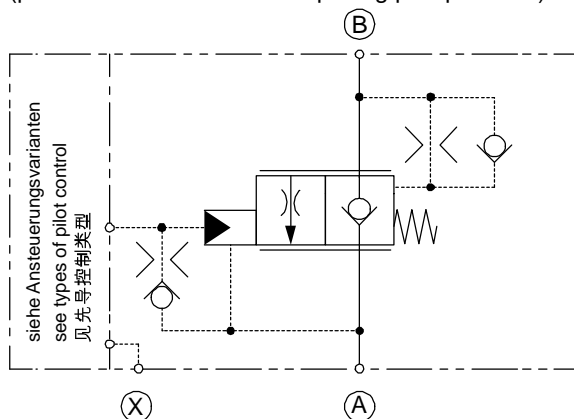 B
siehe Ansteuerungsvarianten
see types of pilot control
见先导控制类型
X
A